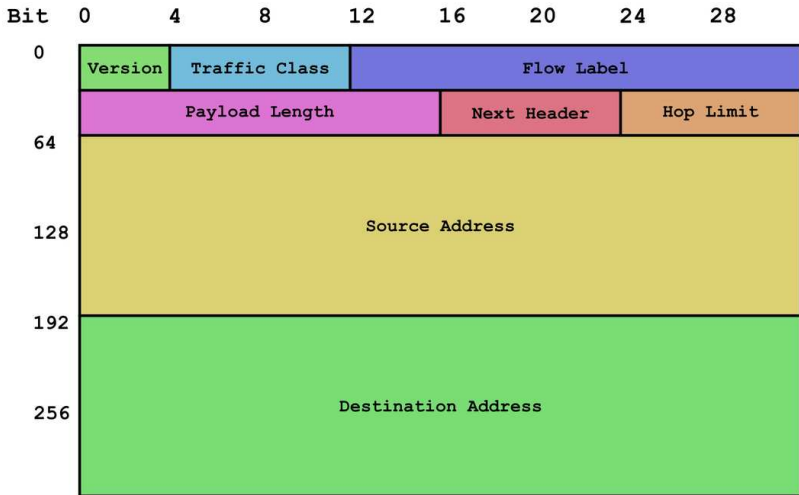 Bit 0 4 8 12 16 20 24 28
0 Version Traffic Class Flow Label
Payload Length Next Header Hop Limit
64
Source Address
128
192
Destination Address
256